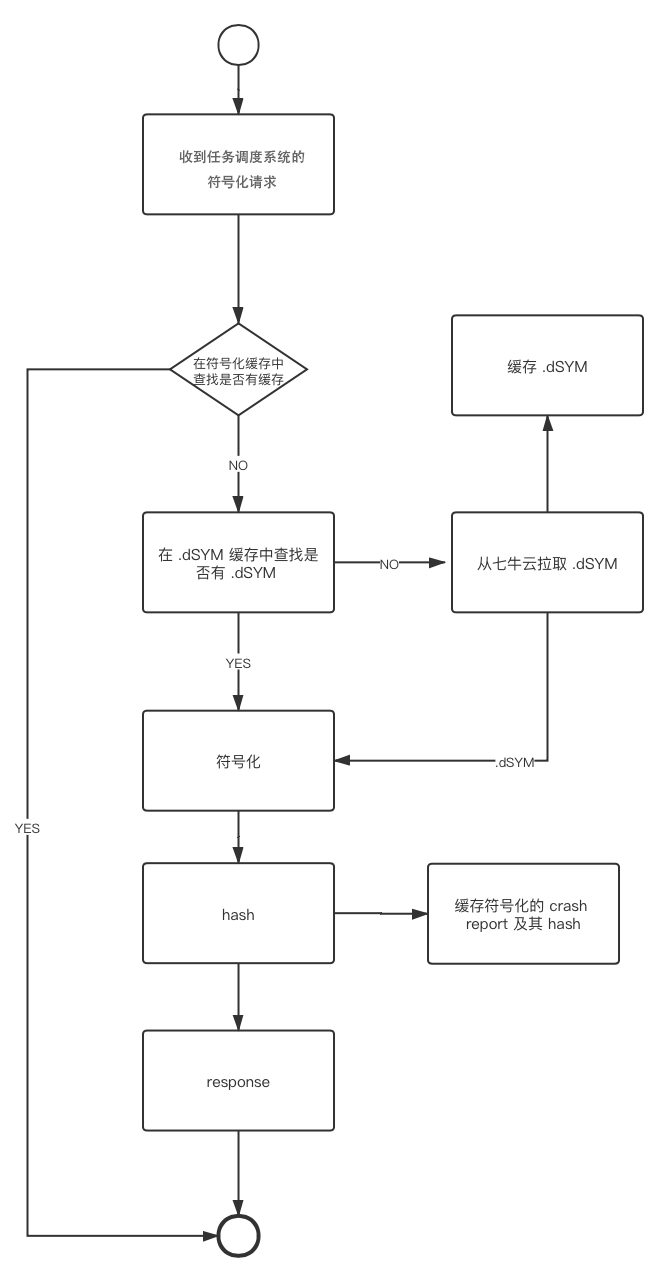 收到任务调度系统的
符号化请求
在符号化缓存中
查找是否有缓存
缓存 .dSYM
NO
在 .dSYM 缓存中查找是
否有 .dSYM
NO
从七牛云拉取 .dSYM
YES
符号化
.dSYM
YES
hash
缓存符号化的 crash
report 及其 hash
response